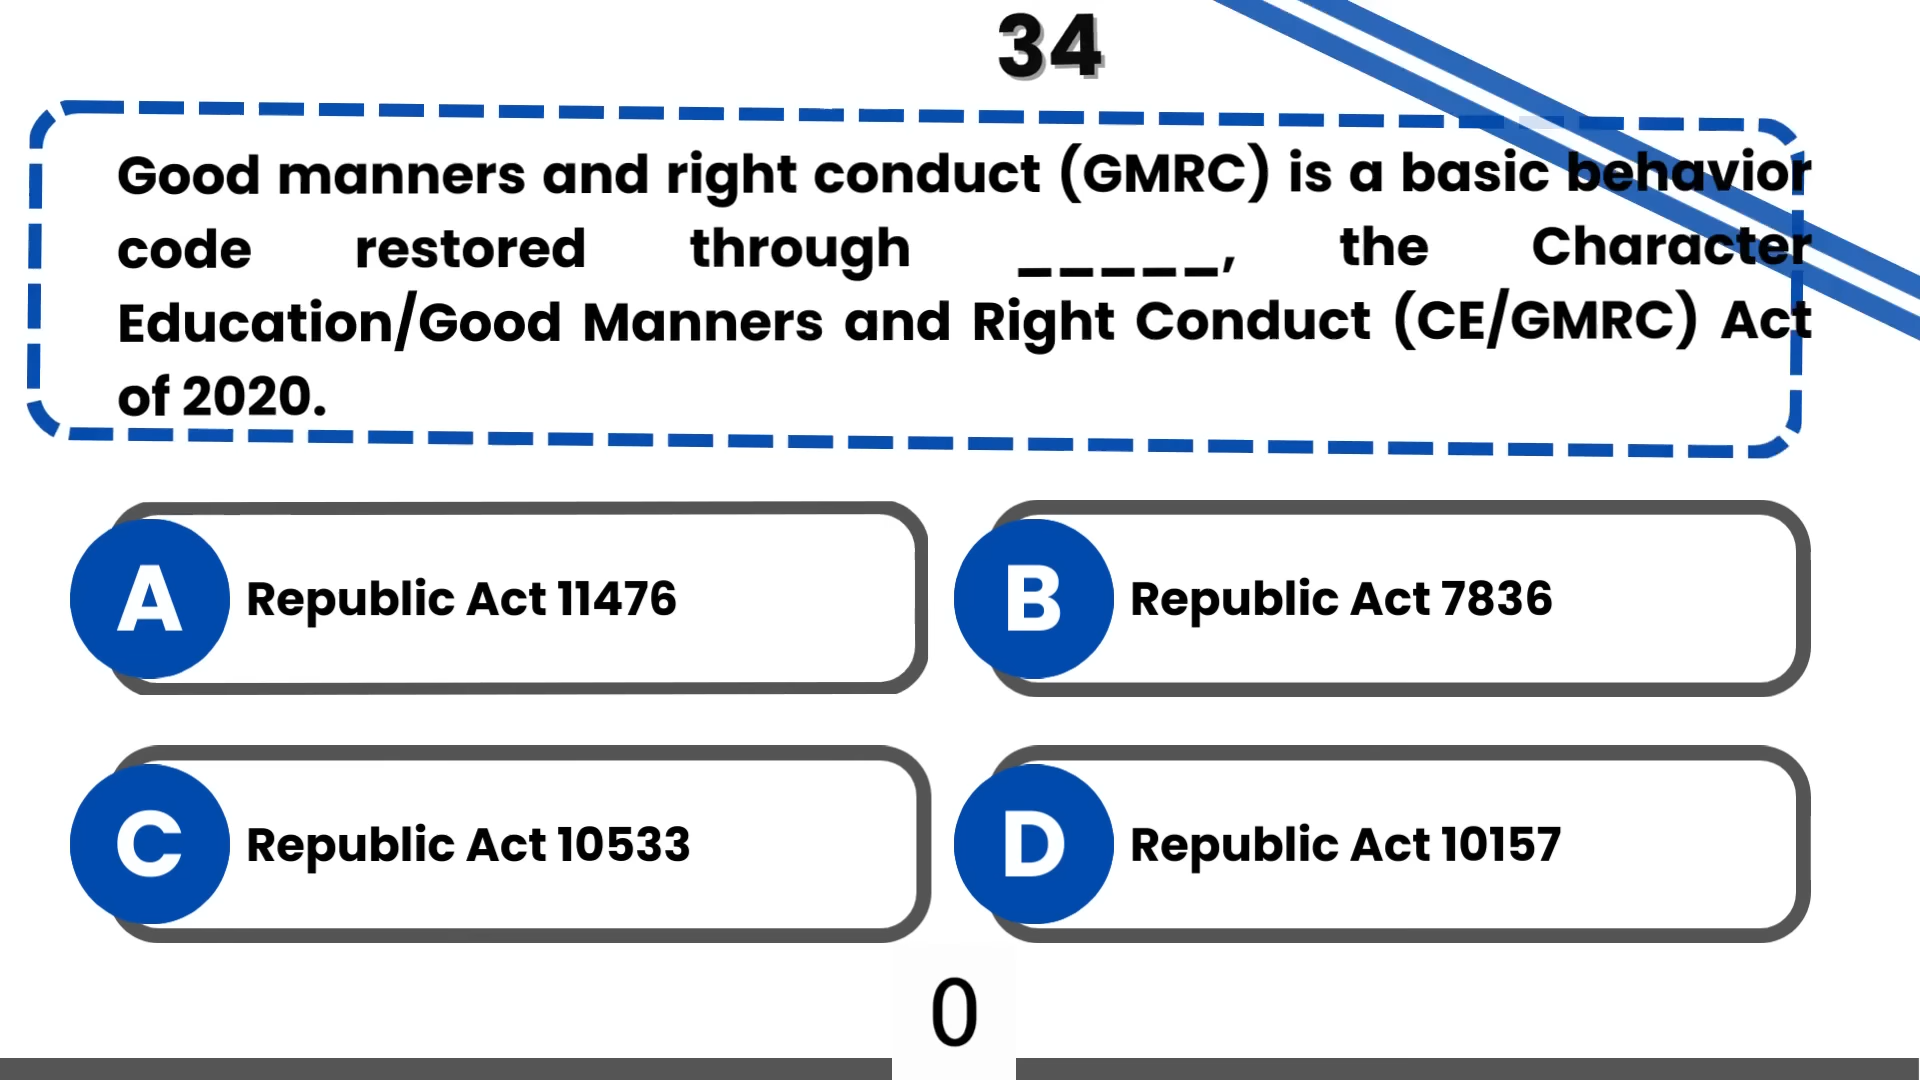 34
Good manners and right conduct (GMRC) is a basic behavior
code restored through _____, the Character
Education/Good Manners and Right Conduct (CE/GMRC) Act
of 2020.
A Republic Act 11476
B Republic Act 7836
C Republic Act 10533
D Republic Act 10157
0